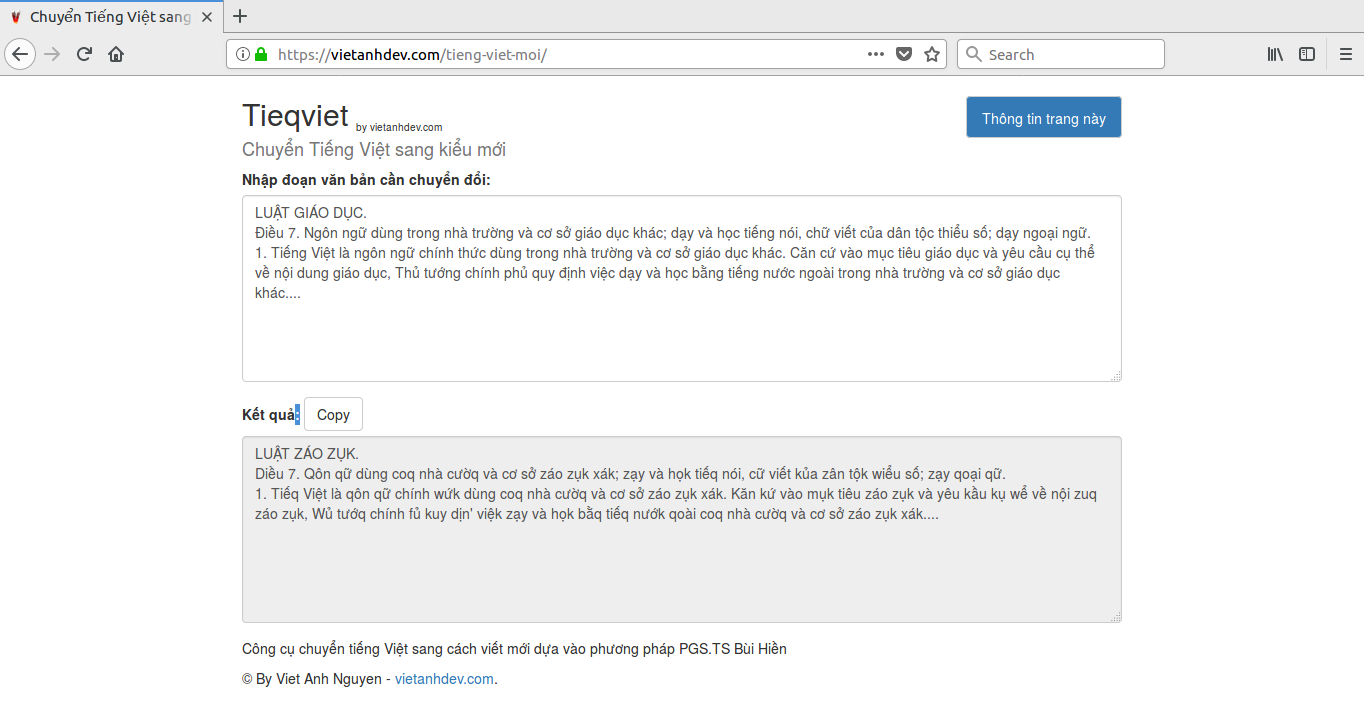 Chuyển Tiếng Việt sang
https://vietanhdev.com/tieng-viet-moi/
Search
Tieqviet by vietanhdev.com
Thông tin trang này
Chuyển Tiếng Việt sang kiểu mới
Nhập đoạn văn bản cần chuyển đổi:
LUẬT GIÁO DỤC.
Điều 7. Ngôn ngữ dùng trong nhà trường và cơ sở giáo dục khác; dạy và học tiếng nói, chữ viết của dân tộc thiểu số; dạy ngoại ngữ.
1. Tiếng Việt là ngôn ngữ chính thức dùng trong nhà trường và cơ sở giáo dục khác. Căn cứ vào mục tiêu giáo dục và yêu cầu cụ thể
về nội dung giáo dục, Thủ tướng chính phủ quy định việc dạy và học bằng tiếng nước ngoài trong nhà trường và cơ sở giáo dục
khác....
Kết quả:
Copy
LUẬT ZÁO ZỤK.
Diều 7. Qôn qữ dùng coq nhà cườq và cơ sở záo zụk xák; zạy và họk tiếq nói, cữ viết kủa zân tộk wiểu số; zạy qoại qữ.
1. Tiếq Việt là qôn qữ chính wứk dùng coq nhà cườq và cơ sở záo zụk xák. Kăn kứ vào mụk tiêu záo zụk và yêu kầu kụ wể về nội zuq
záo zụk, Wủ tướq chính fủ kuy dịn' việk zạy và họk bằq tiếq nướk qoài coq nhà cườq và cơ sở záo zụk xák....
Công cụ chuyển tiếng Việt sang cách viết mới dựa vào phương pháp PGS.TS Bùi Hiền
© By Viet Anh Nguyen - vietanhdev.com.